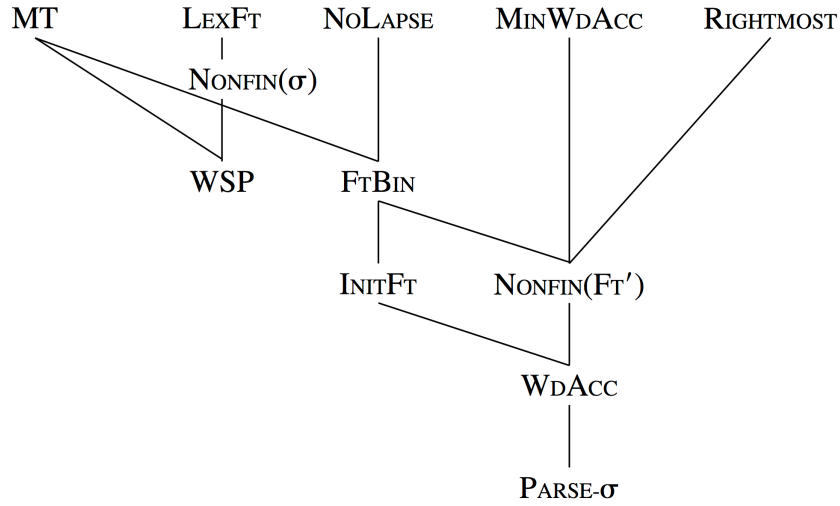 MT LEXFT NOLAPSE MINWDACC RIGHTMOST
NONFIN(σ)
WSP FTBIN
INITFT NONFIN(FT′)
WDACC
PARSE-σ